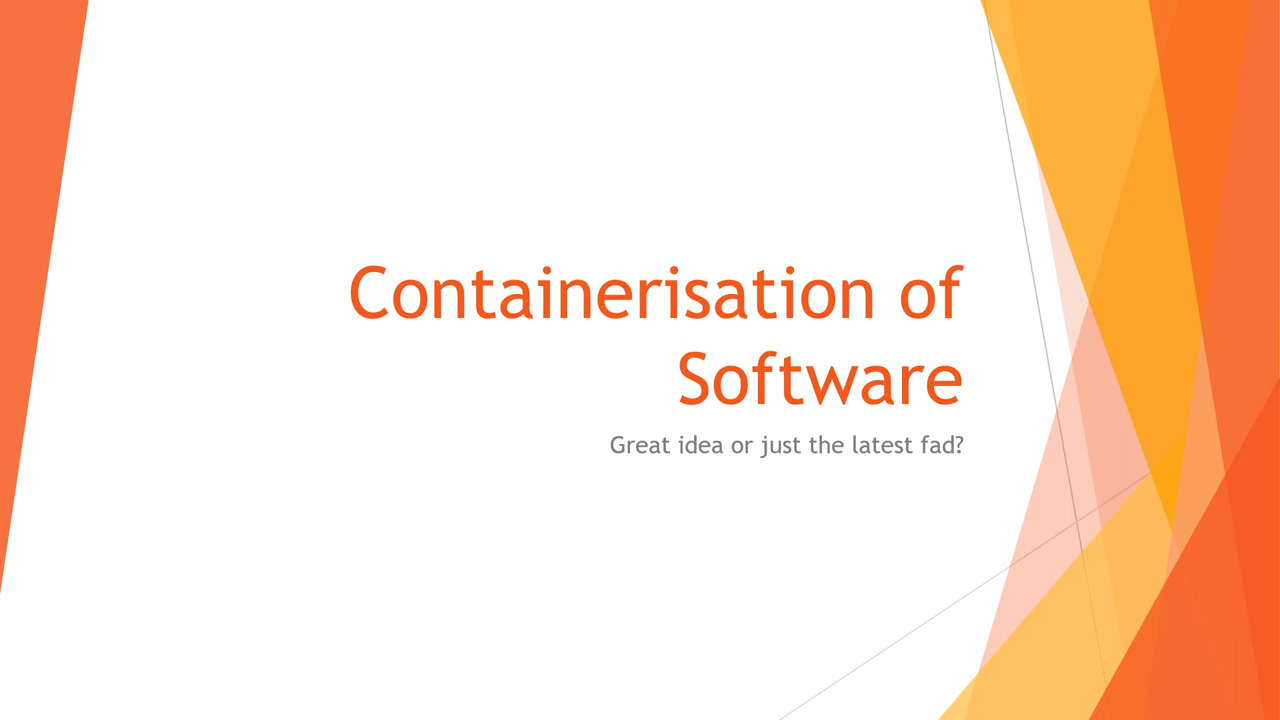 Containerisation of
Software
Great idea or just the latest fad?